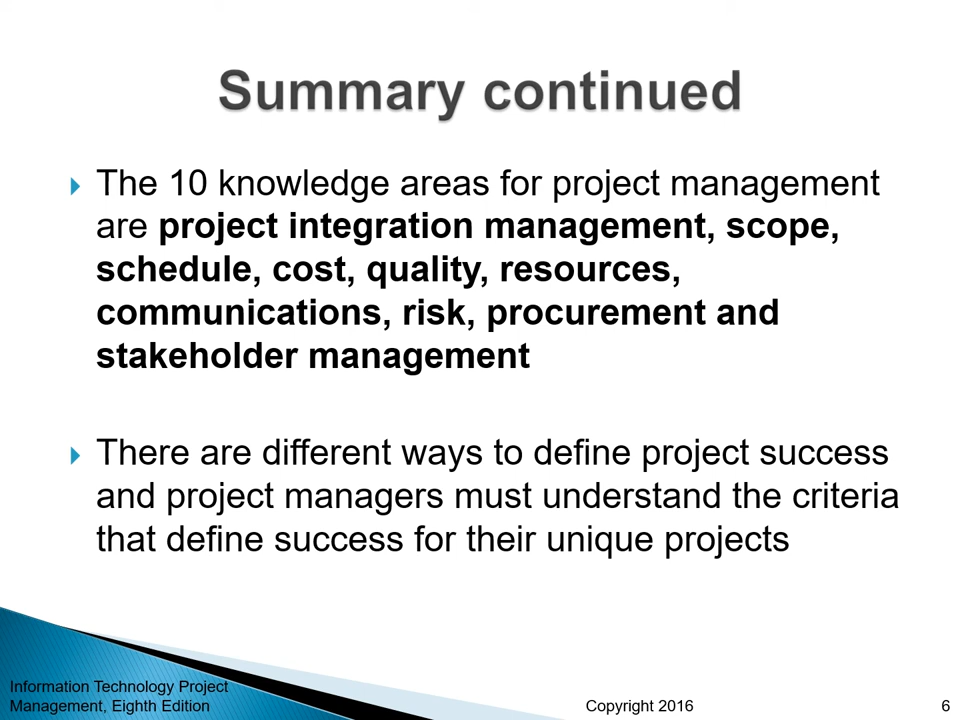 Summary continued
The 10 knowledge areas for project management
are project integration management, scope,
schedule, cost, quality, resources,
communications, risk, procurement and
stakeholder management
There are different ways to define project success
and project managers must understand the criteria
that define success for their unique projects
Information Technology Project
Management, Eighth Edition
Copyright 2016
6